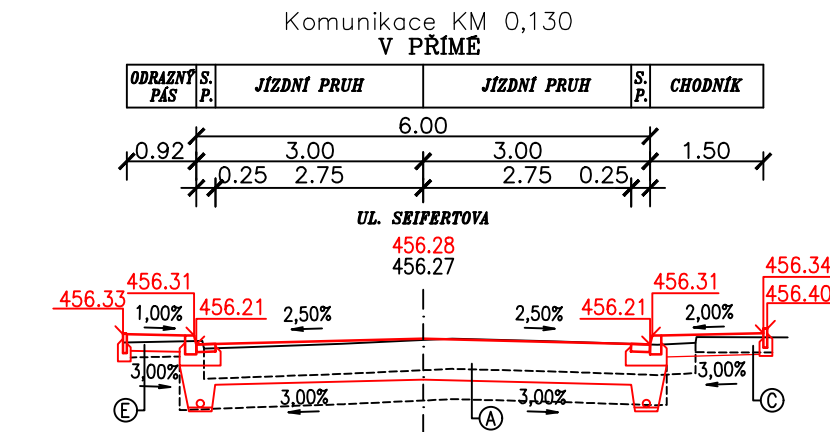 Komunikace KM 0,130
V PŘÍMÉ
ODRAZNÝ PÁS
S. P.
JÍZDNÍ PRUH
JÍZDNÍ PRUH
S. P.
CHODNÍK
6.00
0.92 3.00 3.00 1.50
0.25 2.75 2.75 0.25
UL. SEIFERTOVA
456.28
456.27
456.33 456.31 456.21 456.21 456.31 456.34
456.40
1,00% 2,50% 2,50% 2,00%
3,00% 3,00%
3,00% 3,00%
E A C